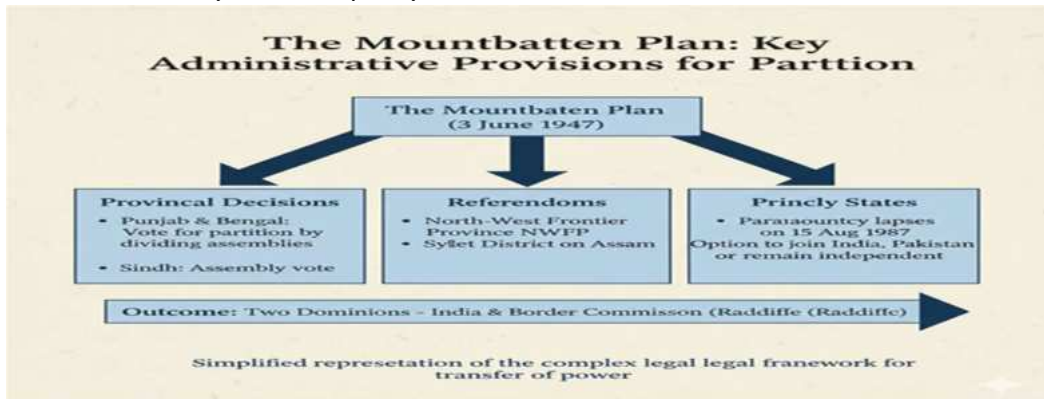 The Mountbatten Plan: Key
Administrative Provisions for Parttion
The Mountbaten Plan
(3 June 1947)
Provincal Decisions
• Punjab & Bengal:
Vote for partition by
dividing assemblies
• Sindh: Assembly vote
Referendoms
• North-West Frontier
Province NWFP
• Syllet District on Assam
Princly States
• Pararaountcy lapses
on 15 Aug 1987
Option to join India, Pakistan
or remain independent
Outcome: Two Dominions - India & Border Commisson (Raddiffe (Raddiffc)
Simplified represetation of the complex legal legal franework for
transfer of power